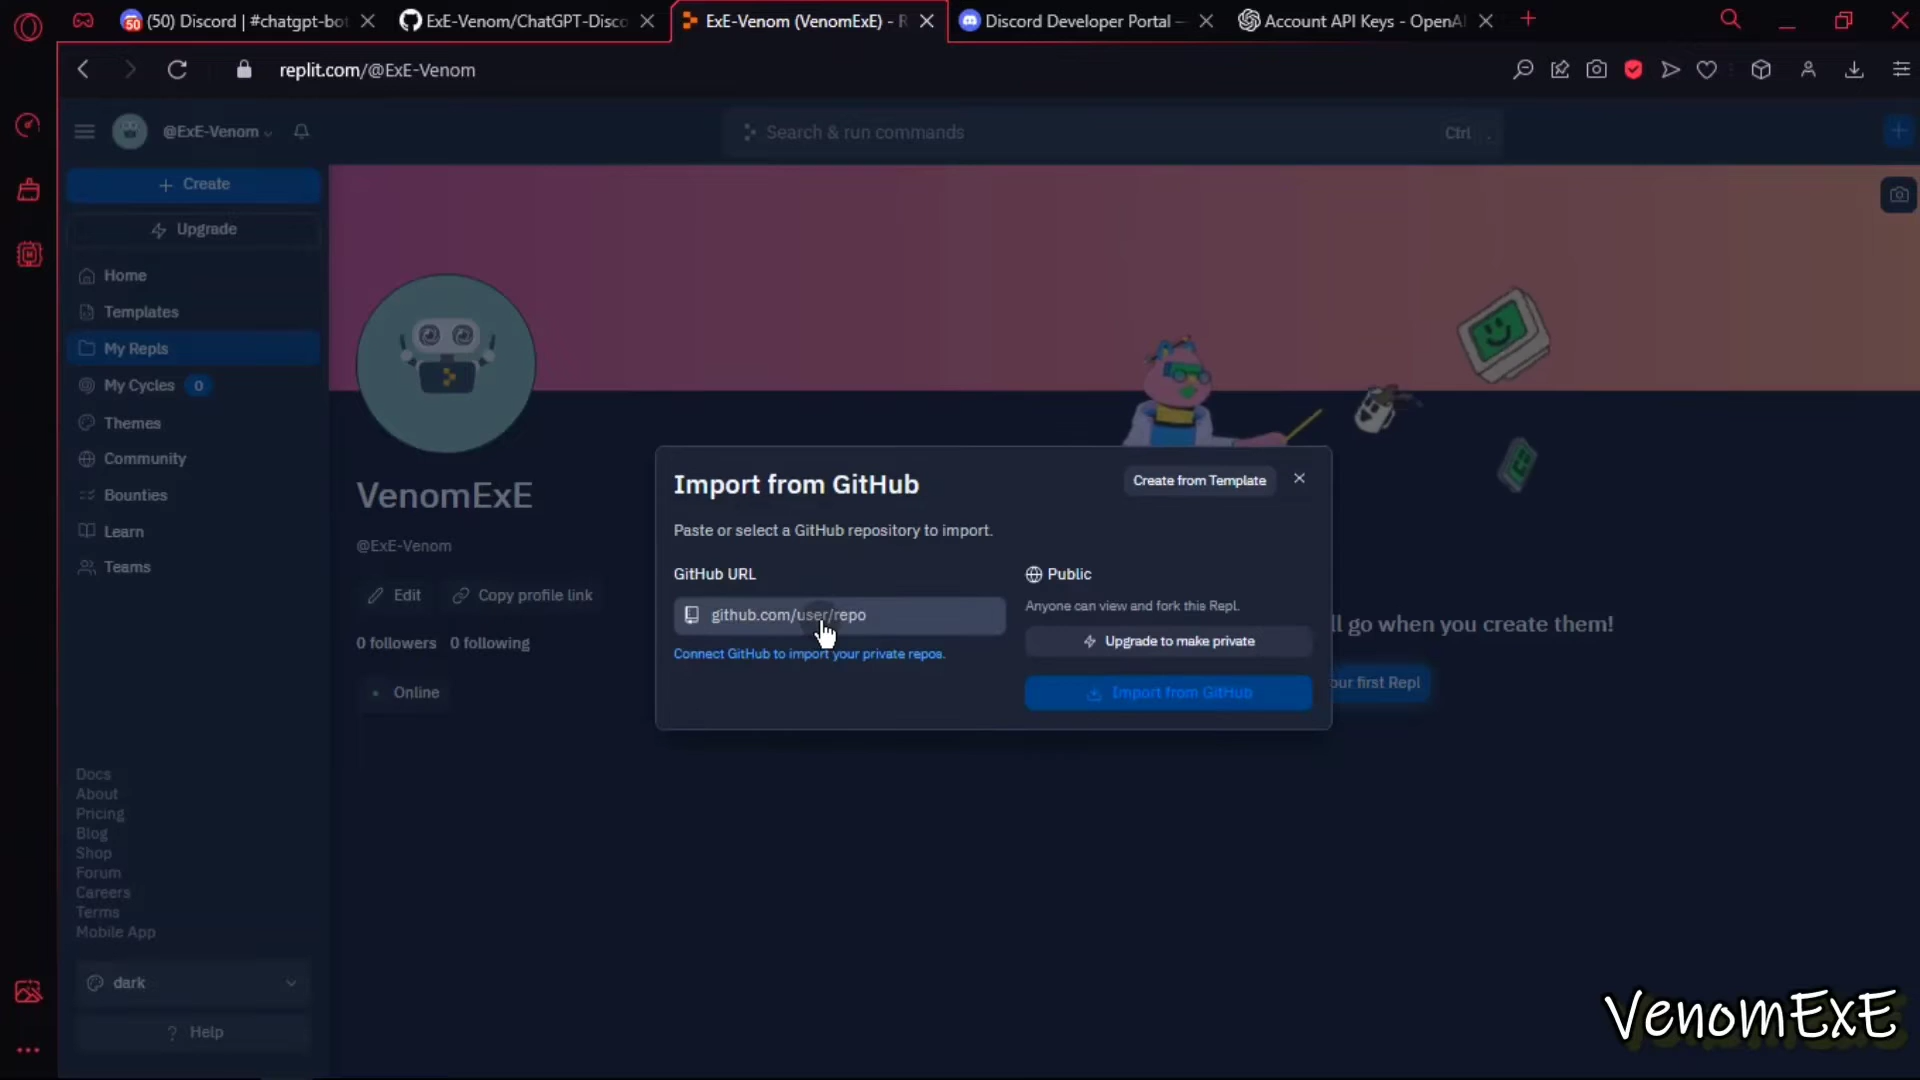 (50) Discord | #chatgpt-bot
ExE-Venom/ChatGPT-Disco
ExE-Venom (VenomExE) - R
Discord Developer Portal —
Account API Keys - OpenAI
replit.com/@ExE-Venom
@ExE-Venom
Search & run commands
Ctrl .
+ Create
Upgrade
Home
Templates
My Repls
My Cycles 0
Themes
Community
Bounties
Learn
Teams
VenomExE
@ExE-Venom
Edit
Copy profile link
0 followers 0 following
Online
Import from GitHub
Create from Template
Paste or select a GitHub repository to import.
GitHub URL
github.com/user/repo
Connect GitHub to import your private repos.
Public
Anyone can view and fork this Repl.
Upgrade to make private
Import from GitHub
ll go when you create them!
our first Repl
Docs
About
Pricing
Blog
Shop
Forum
Careers
Terms
Mobile App
dark
? Help
VenomExE